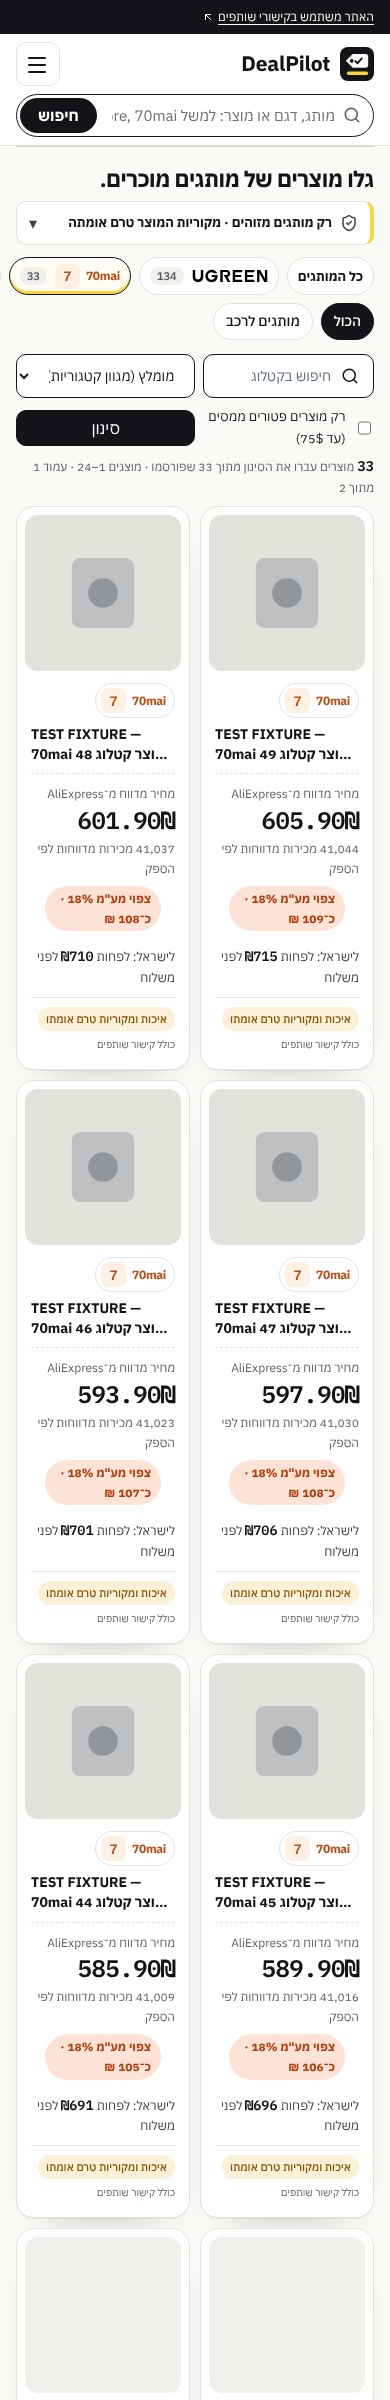 האתר משתמש בקישורי שותפים
DealPilot
מותג, דגם או מוצר: למשל re, 70mai
חיפוש
גלו מוצרים של מותגים מוכרים.
רק מותגים מזוהים · מקוריות המוצר טרם אומתה
כל המותגים
UGREEN 134
70mai 7 33
הכול
מותגים לרכב
חיפוש בקטלוג
מומלץ (מגוון קטגוריות)
רק מוצרים פטורים ממסים (עד 75$)
סינון
33 מוצרים עברו את הסינון מתוך 33 שפורסמו · מוצגים 1–24 · עמוד 1
מתוך 2
70mai 7
TEST FIXTURE —
70mai וצר קטלוג 49...
מחיר מדווח מ־AliExpress
₪605.90
41,044 מכירות מדווחות לפי
הספק
צפוי מע"מ 18% ·
כ־109 ₪
לישראל: לפחות ₪715 לפני
משלוח
איכות ומקוריות טרם אומתו
כולל קישור שותפים
70mai 7
TEST FIXTURE —
70mai וצר קטלוג 48...
מחיר מדווח מ־AliExpress
₪601.90
41,037 מכירות מדווחות לפי
הספק
צפוי מע"מ 18% ·
כ־108 ₪
לישראל: לפחות ₪710 לפני
משלוח
איכות ומקוריות טרם אומתו
כולל קישור שותפים
70mai 7
TEST FIXTURE —
70mai וצר קטלוג 47...
מחיר מדווח מ־AliExpress
₪597.90
41,030 מכירות מדווחות לפי
הספק
צפוי מע"מ 18% ·
כ־108 ₪
לישראל: לפחות ₪706 לפני
משלוח
איכות ומקוריות טרם אומתו
כולל קישור שותפים
70mai 7
TEST FIXTURE —
70mai וצר קטלוג 46...
מחיר מדווח מ־AliExpress
₪593.90
41,023 מכירות מדווחות לפי
הספק
צפוי מע"מ 18% ·
כ־107 ₪
לישראל: לפחות ₪701 לפני
משלוח
איכות ומקוריות טרם אומתו
כולל קישור שותפים
70mai 7
TEST FIXTURE —
70mai וצר קטלוג 45...
מחיר מדווח מ־AliExpress
₪589.90
41,016 מכירות מדווחות לפי
הספק
צפוי מע"מ 18% ·
כ־106 ₪
לישראל: לפחות ₪696 לפני
משלוח
איכות ומקוריות טרם אומתו
כולל קישור שותפים
70mai 7
TEST FIXTURE —
70mai וצר קטלוג 44...
מחיר מדווח מ־AliExpress
₪585.90
41,009 מכירות מדווחות לפי
הספק
צפוי מע"מ 18% ·
כ־105 ₪
לישראל: לפחות ₪691 לפני
משלוח
איכות ומקוריות טרם אומתו
כולל קישור שותפים